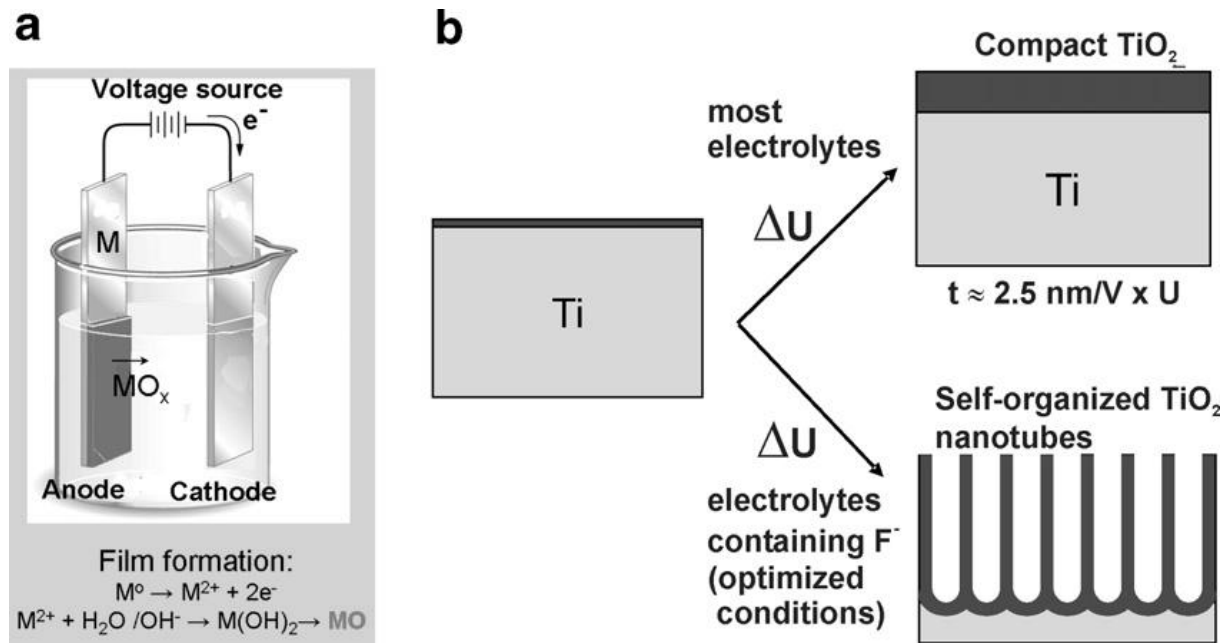 a
Voltage source
e⁻
M
MOₓ
Anode Cathode
Film formation:
M⁰ → M²⁺ + 2e⁻
M²⁺ + H₂O /OH⁻ → M(OH)₂→ MO
b
Ti
most
electrolytes
ΔU
Compact TiO₂
Ti
t ≈ 2.5 nm/V x U
ΔU
electrolytes
containing F⁻
(optimized
conditions)
Self-organized TiO₂
nanotubes